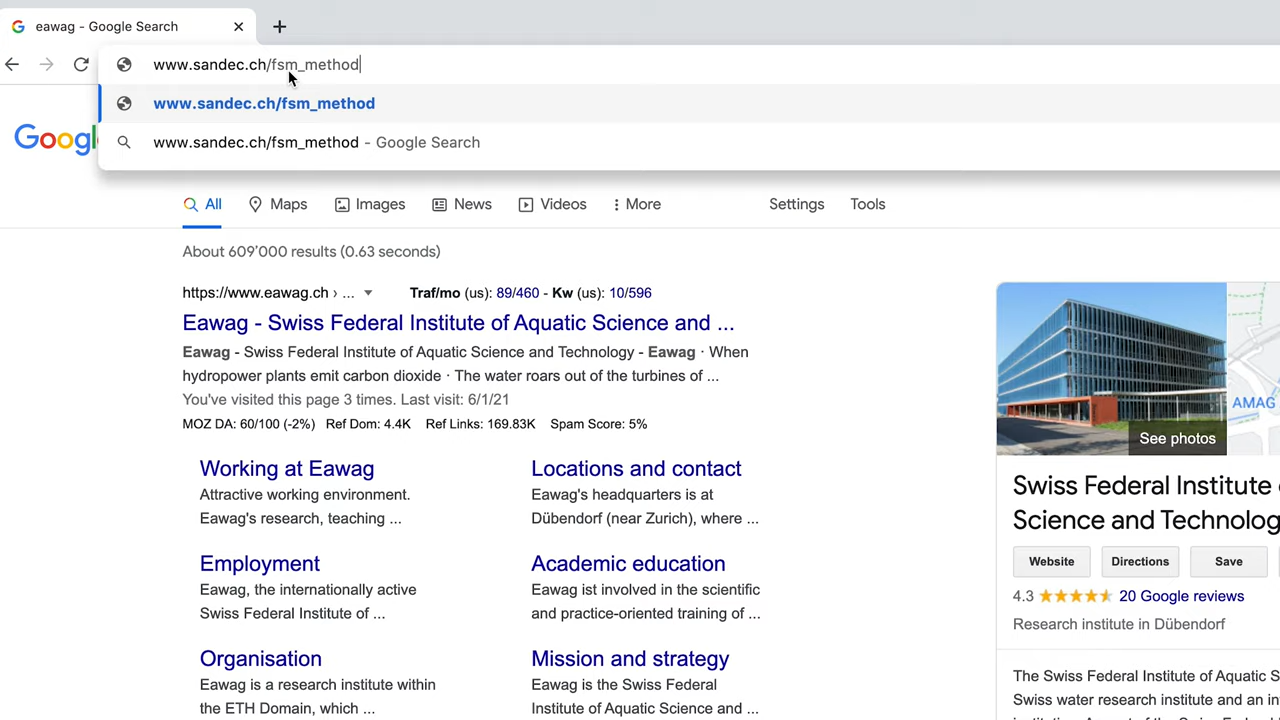 eawag - Google Search
www.sandec.ch/fsm_method
www.sandec.ch/fsm_method
www.sandec.ch/fsm_method - Google Search
Googl
All Maps Images News Videos More Settings Tools
About 609'000 results (0.63 seconds)
https://www.eawag.ch › ... Traf/mo (us): 89/460 - Kw (us): 10/596
Eawag - Swiss Federal Institute of Aquatic Science and ...
Eawag - Swiss Federal Institute of Aquatic Science and Technology - Eawag · When
hydropower plants emit carbon dioxide · The water roars out of the turbines of ...
You've visited this page 3 times. Last visit: 6/1/21
MOZ DA: 60/100 (-2%) Ref Dom: 4.4K Ref Links: 169.83K Spam Score: 5%
Working at Eawag
Attractive working environment.
Eawag's research, teaching ...
Locations and contact
Eawag's headquarters is at
Dübendorf (near Zurich), where ...
Employment
Eawag, the internationally active
Swiss Federal Institute of ...
Academic education
Eawag ist involved in the scientific
and practice-oriented training of ...
Organisation
Eawag is a research institute within
the ETH Domain, which ...
Mission and strategy
Eawag is the Swiss Federal
Institute of Aquatic Science and ...
AMAG
See photos
Swiss Federal Institute
Science and Technolog
Website Directions Save
4.3 20 Google reviews
Research institute in Dübendorf
The Swiss Federal Institute of Aquatic S
Swiss water research institute and an in